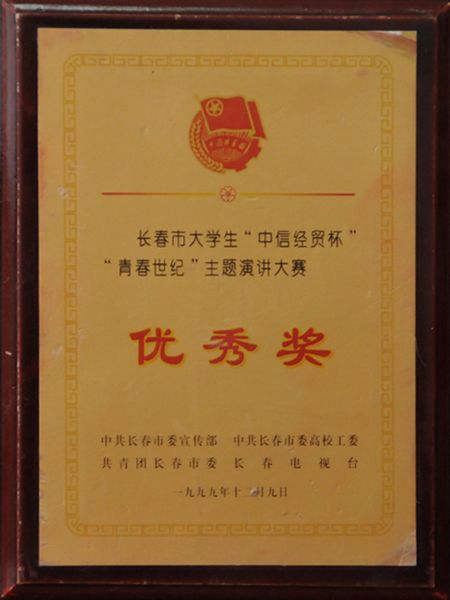 长春市大学生“中信经贸杯”
“青春世纪”主题演讲大赛
优秀奖
中共长春市委宣传部 中共长春市委高校工委
共青团长春市委 长春电视台
一九九九年十二月九日